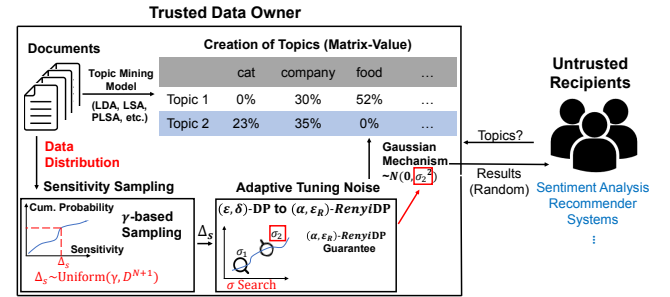 Trusted Data Owner
Documents
Creation of Topics (Matrix-Value)
Topic Mining
Model
(LDA, LSA,
PLSA, etc.)
cat company food …
Topic 1 0% 30% 52% …
Topic 2 23% 35% 0% …
Untrusted
Recipients
Topics?
Results
(Random)
Sentiment Analysis
Recommender
Systems
⋮
Data
Distribution
Gaussian
Mechanism
~N(0,σ₂²)
Sensitivity Sampling
Cum. Probability
γ-based
Sampling
Sensitivity
Δₛ
Δₛ~Uniform(γ, Dᴺ⁺¹)
Δₛ
Adaptive Tuning Noise
(ε, δ)-DP to (α, ε_R)-RenyiDP
(α, ε_R)-RenyiDP
Guarantee
σ₁
σ₂
σ Search